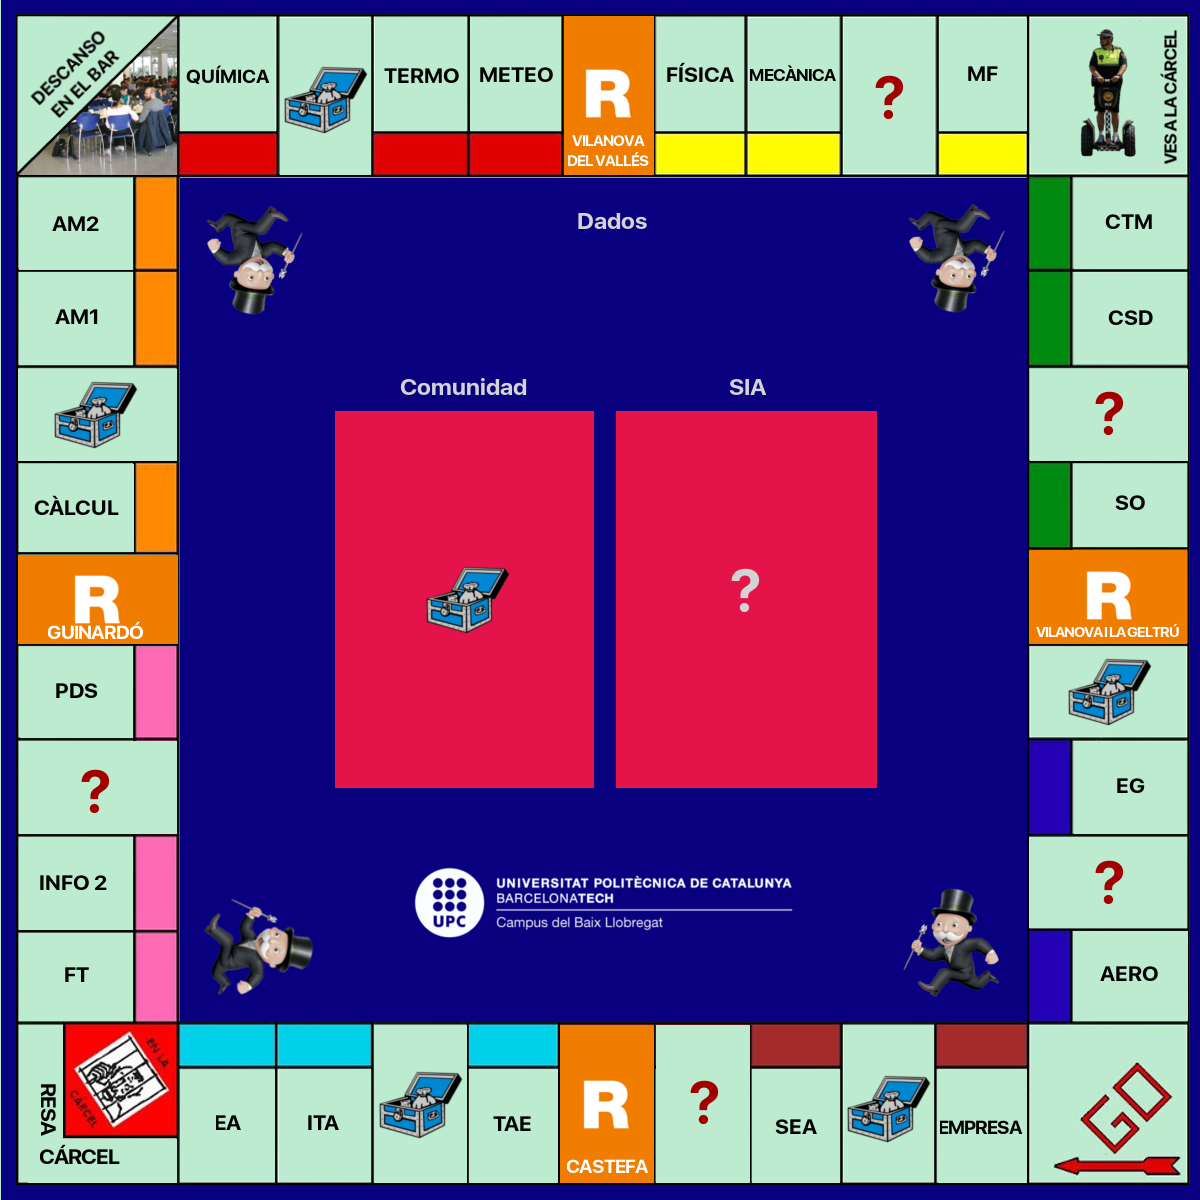 DESCANSO
EN EL BAR
QUÍMICA
TERMO
METEO
R
VILANOVA
DEL VALLÉS
FÍSICA
MECÀNICA
?
MF
VES A LA CÁRCEL
AM2
AM1
CÀLCUL
R
GUINARDÓ
PDS
?
INFO 2
FT
Dados
Comunidad
SIA
?
UPC
UNIVERSITAT POLITÈCNICA DE CATALUNYA
BARCELONATECH
Campus del Baix Llobregat
CTM
CSD
?
SO
R
VILANOVA I LA GELTRÚ
EG
?
AERO
RESA
CÁRCEL
EN LA
CÁRCEL
EA
ITA
TAE
R
CASTEFA
?
SEA
EMPRESA
GO